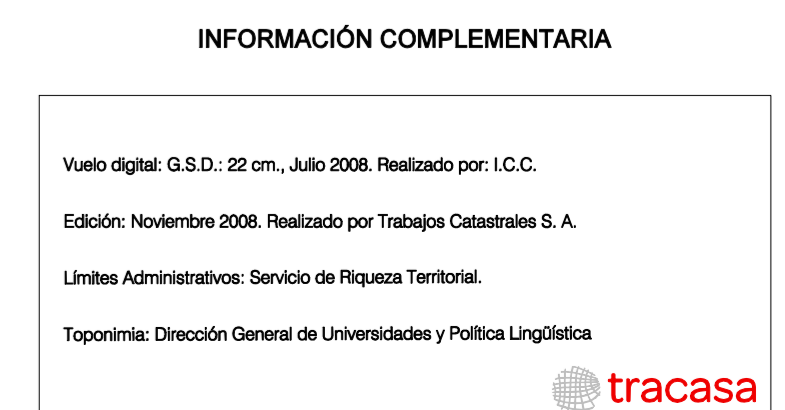 INFORMACIÓN COMPLEMENTARIA
Vuelo digital: G.S.D.: 22 cm., Julio 2008. Realizado por: I.C.C.
Edición: Noviembre 2008. Realizado por Trabajos Catastrales S. A.
Límites Administrativos: Servicio de Riqueza Territorial.
Toponimia: Dirección General de Universidades y Política Lingüística
tracasa